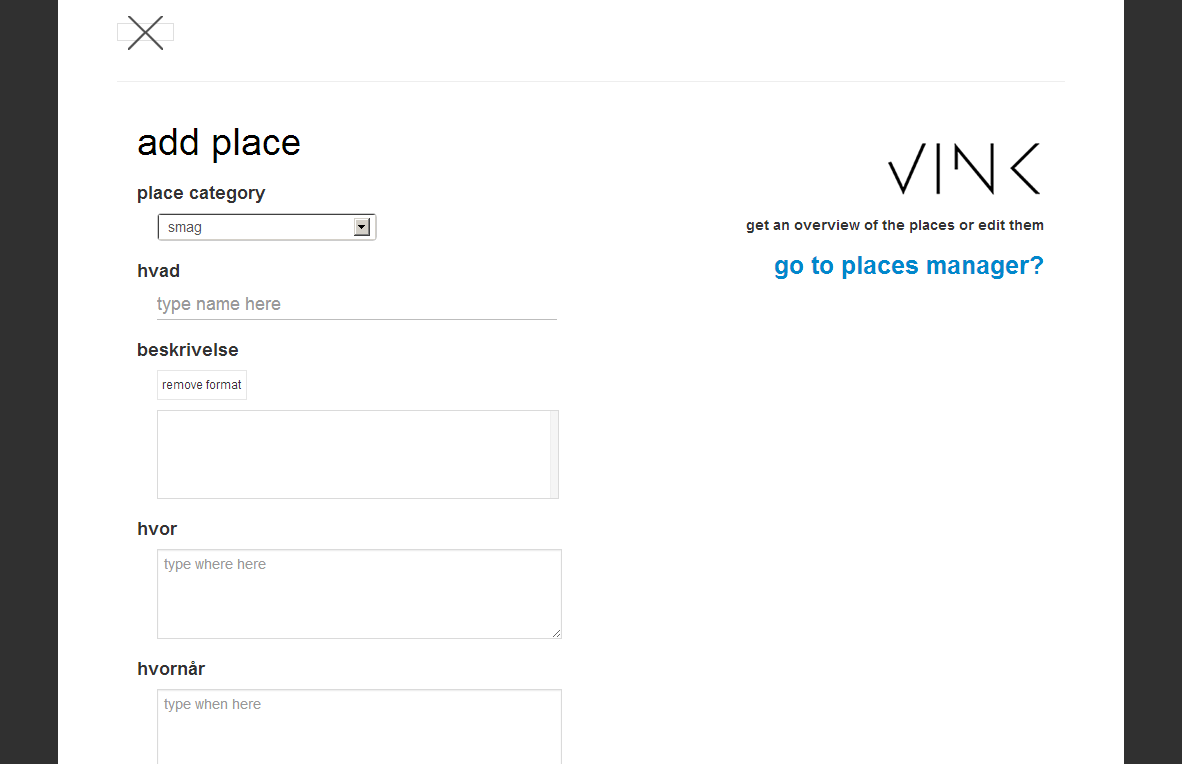 add place
place category
smag
hvad
type name here
beskrivelse
remove format
hvor
type where here
hvornår
type when here
VINK
get an overview of the places or edit them
go to places manager?